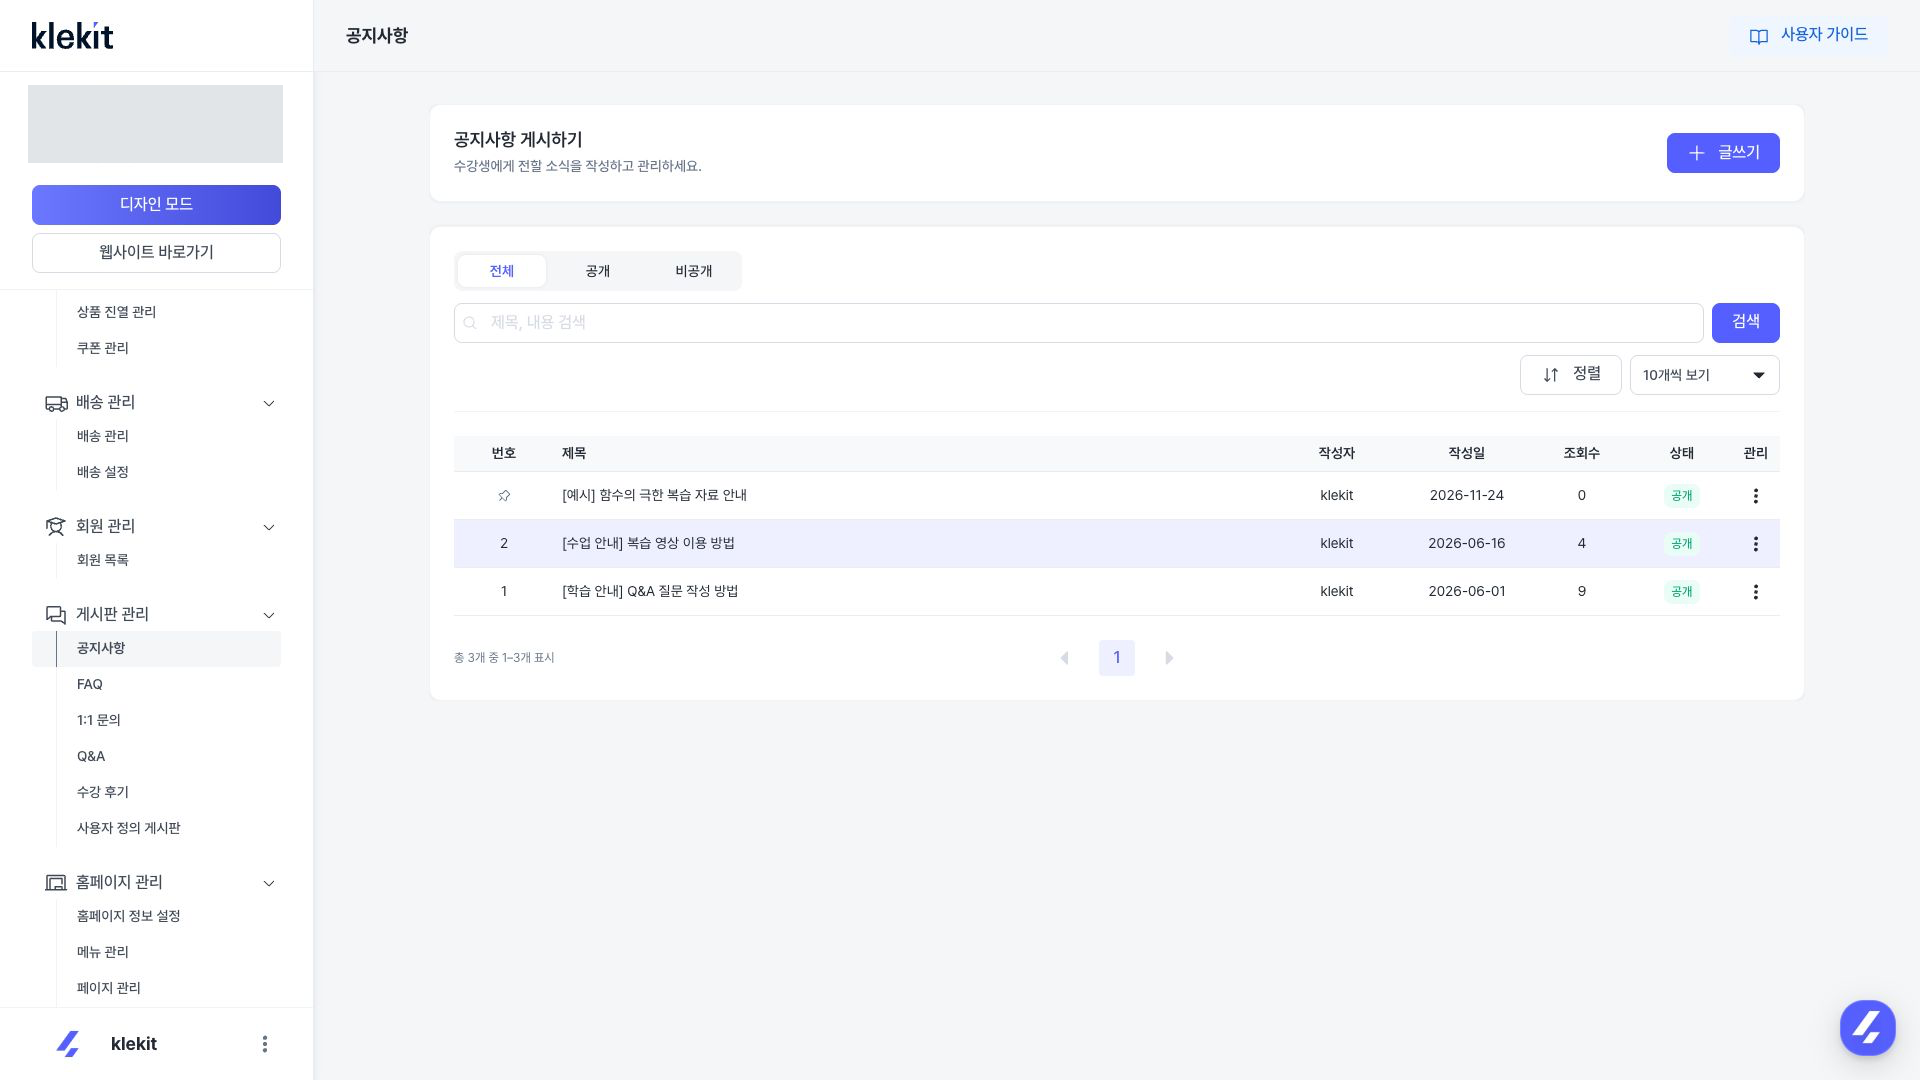 klekit
공지사항
사용자 가이드
디자인 모드
웹사이트 바로가기
상품 진열 관리
쿠폰 관리
배송 관리
배송 관리
배송 설정
회원 관리
회원 목록
게시판 관리
공지사항
FAQ
1:1 문의
Q&A
수강 후기
사용자 정의 게시판
홈페이지 관리
홈페이지 정보 설정
메뉴 관리
페이지 관리
klekit
공지사항 게시하기
수강생에게 전할 소식을 작성하고 관리하세요.
글쓰기
전체 공개 비공개
제목, 내용 검색 검색
정렬 10개씩 보기
번호 제목 작성자 작성일 조회수 상태 관리
[예시] 함수의 극한 복습 자료 안내 klekit 2026-11-24 0 공개
2 [수업 안내] 복습 영상 이용 방법 klekit 2026-06-16 4 공개
1 [학습 안내] Q&A 질문 작성 방법 klekit 2026-06-01 9 공개
총 3개 중 1–3개 표시 1